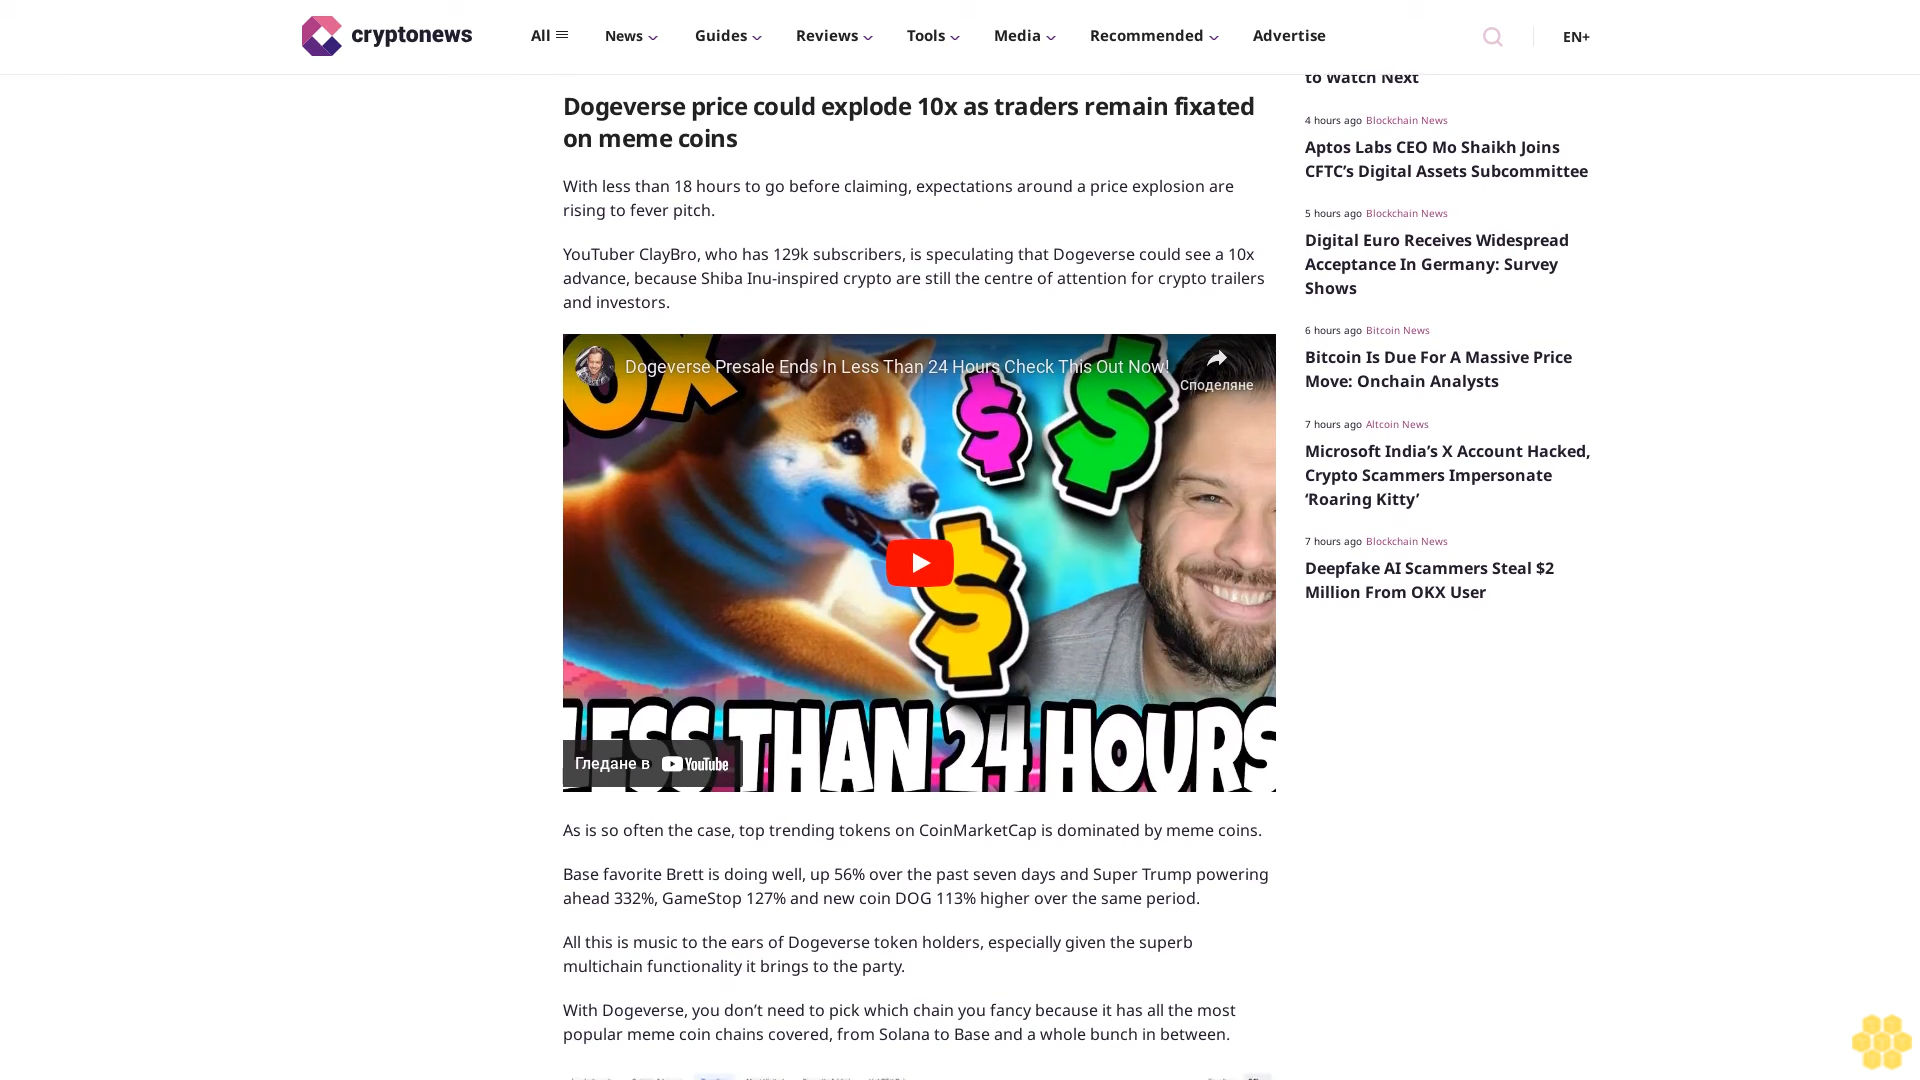 cryptonews
All
News
Guides
Reviews
Tools
Media
Recommended
Advertise
EN+
Dogeverse price could explode 10x as traders remain fixated
on meme coins
With less than 18 hours to go before claiming, expectations around a price explosion are
rising to fever pitch.
YouTuber ClayBro, who has 129k subscribers, is speculating that Dogeverse could see a 10x
advance, because Shiba Inu-inspired crypto are still the centre of attention for crypto trailers
and investors.
Dogeverse Presale Ends In Less Than 24 Hours Check This Out Now!
Споделяне
0X
$
$
$
LESS THAN 24 HOURS
Гледане в YouTube
As is so often the case, top trending tokens on CoinMarketCap is dominated by meme coins.
Base favorite Brett is doing well, up 56% over the past seven days and Super Trump powering
ahead 332%, GameStop 127% and new coin DOG 113% higher over the same period.
All this is music to the ears of Dogeverse token holders, especially given the superb
multichain functionality it brings to the party.
With Dogeverse, you don’t need to pick which chain you fancy because it has all the most
popular meme coin chains covered, from Solana to Base and a whole bunch in between.
to Watch Next
4 hours ago Blockchain News
Aptos Labs CEO Mo Shaikh Joins
CFTC’s Digital Assets Subcommittee
5 hours ago Blockchain News
Digital Euro Receives Widespread
Acceptance In Germany: Survey
Shows
6 hours ago Bitcoin News
Bitcoin Is Due For A Massive Price
Move: Onchain Analysts
7 hours ago Altcoin News
Microsoft India’s X Account Hacked,
Crypto Scammers Impersonate
‘Roaring Kitty’
7 hours ago Blockchain News
Deepfake AI Scammers Steal $2
Million From OKX User